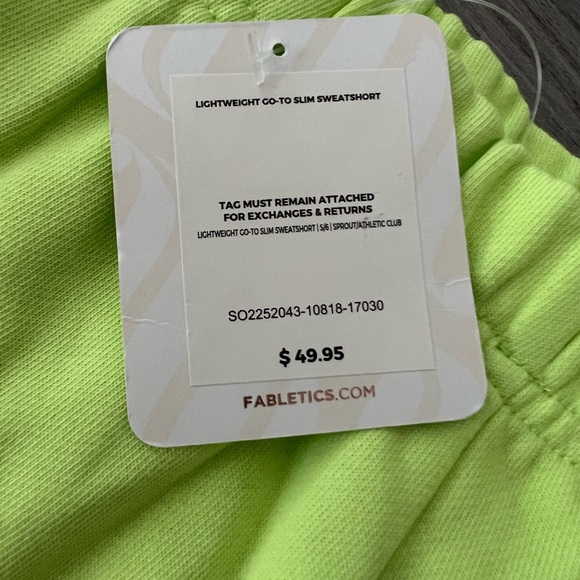 LIGHTWEIGHT GO-TO SLIM SWEATSHORT
TAG MUST REMAIN ATTACHED
FOR EXCHANGES & RETURNS
LIGHTWEIGHT GO-TO SLIM SWEATSHORT | S/6 | SPROUT/ATHLETIC CLUB
SO2252043-10818-17030
$ 49.95
FABLETICS.COM